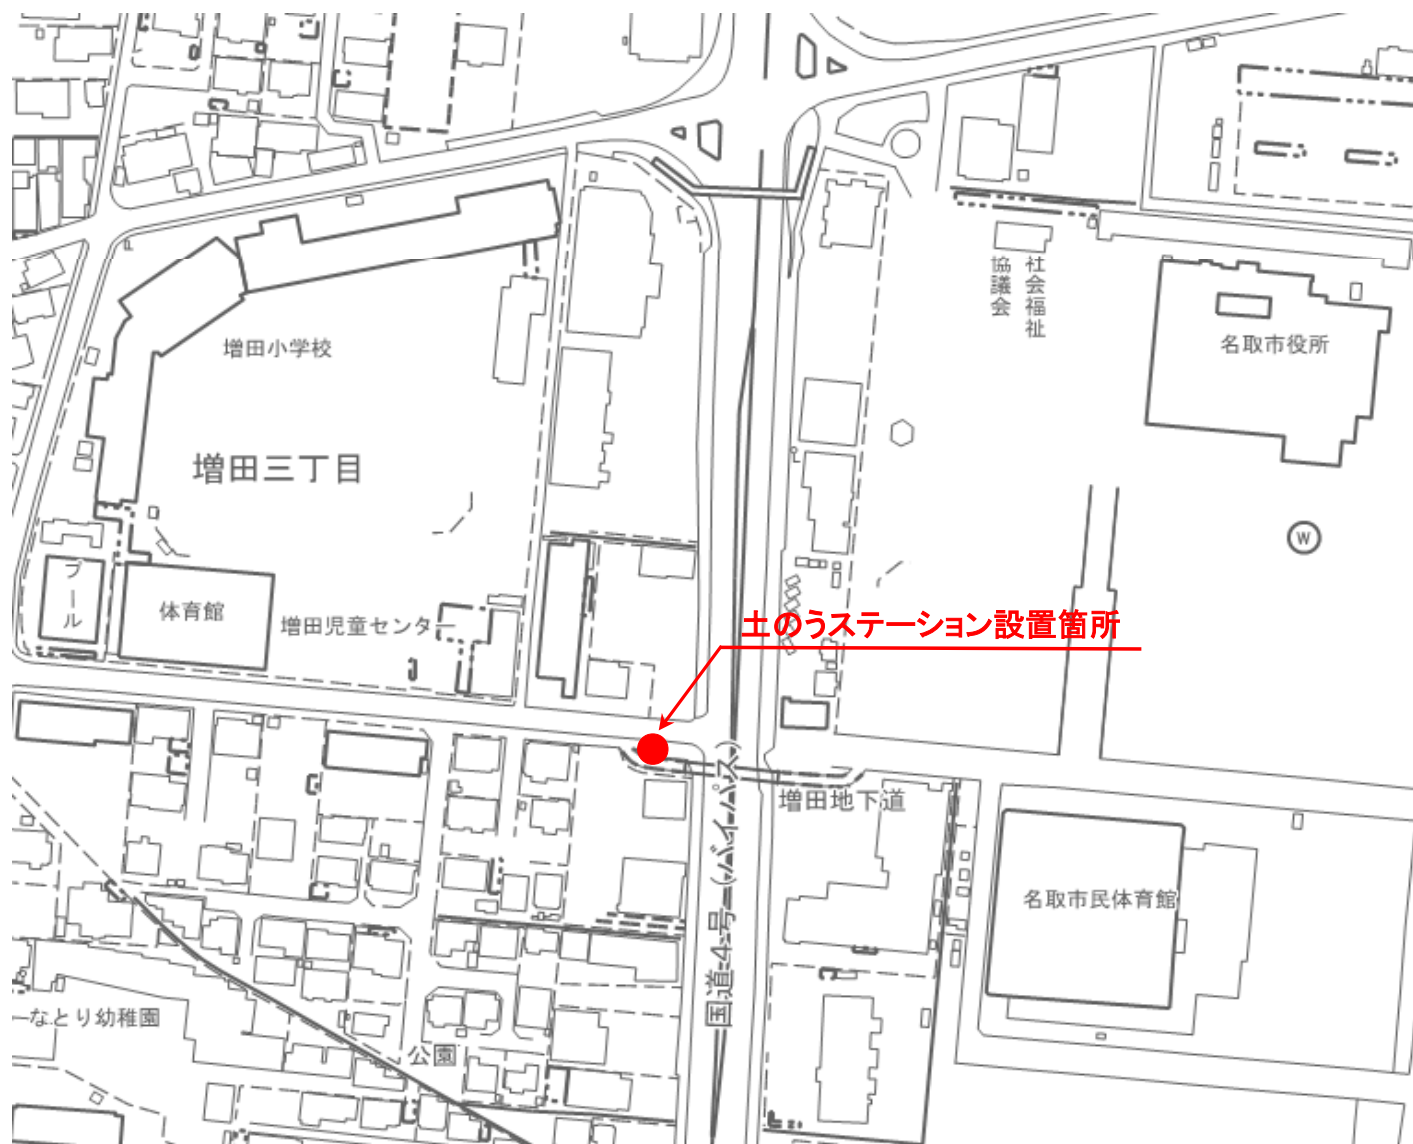 社会福祉
協議会
増田小学校
名取市役所
増田三丁目
W
プール
体育館
増田児童センター
土のうステーション設置箇所
増田地下道
国道4号(バイパス)
名取市民体育館
なとり幼稚園
公園